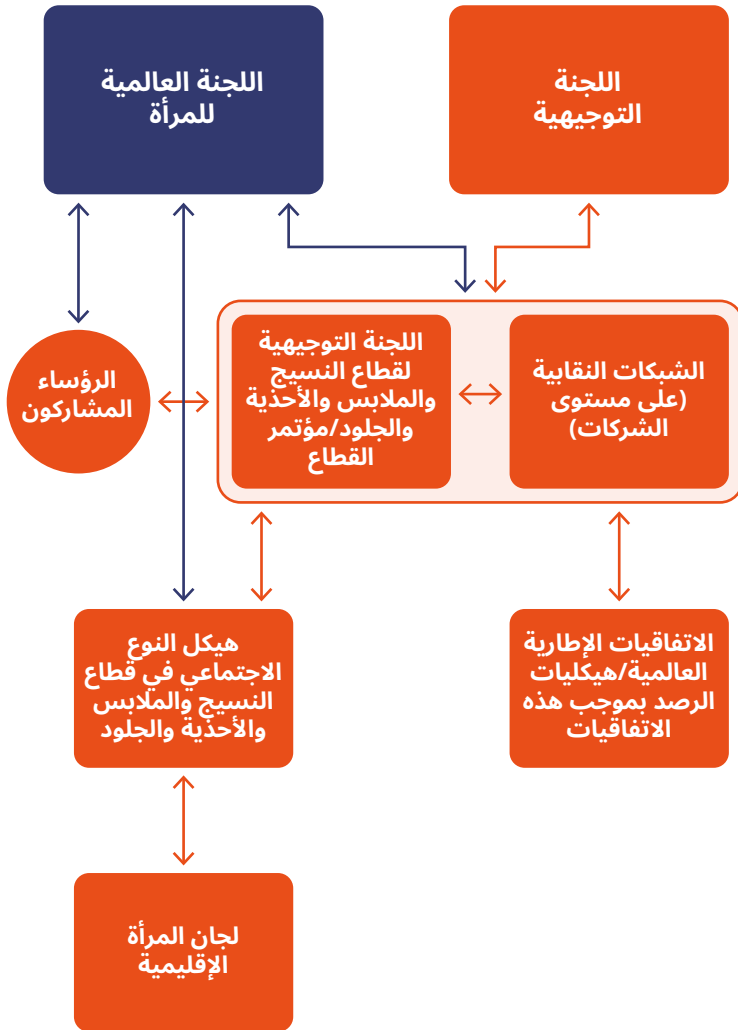 اللجنة العالمية
للمرأة
اللجنة
التوجيهية
الرؤساء
المشاركون
اللجنة التوجيهية
لقطاع النسيج
والملابس والأحذية
والجلود/مؤتمر
القطاع
الشبكات النقابية
(على مستوى
الشركات)
هيكل النوع
الاجتماعي في قطاع
النسيج والملابس
والأحذية والجلود
الاتفاقيات الإطارية
العالمية/هيكليات
الرصد بموجب هذه
الاتفاقيات
لجان المرأة
الإقليمية